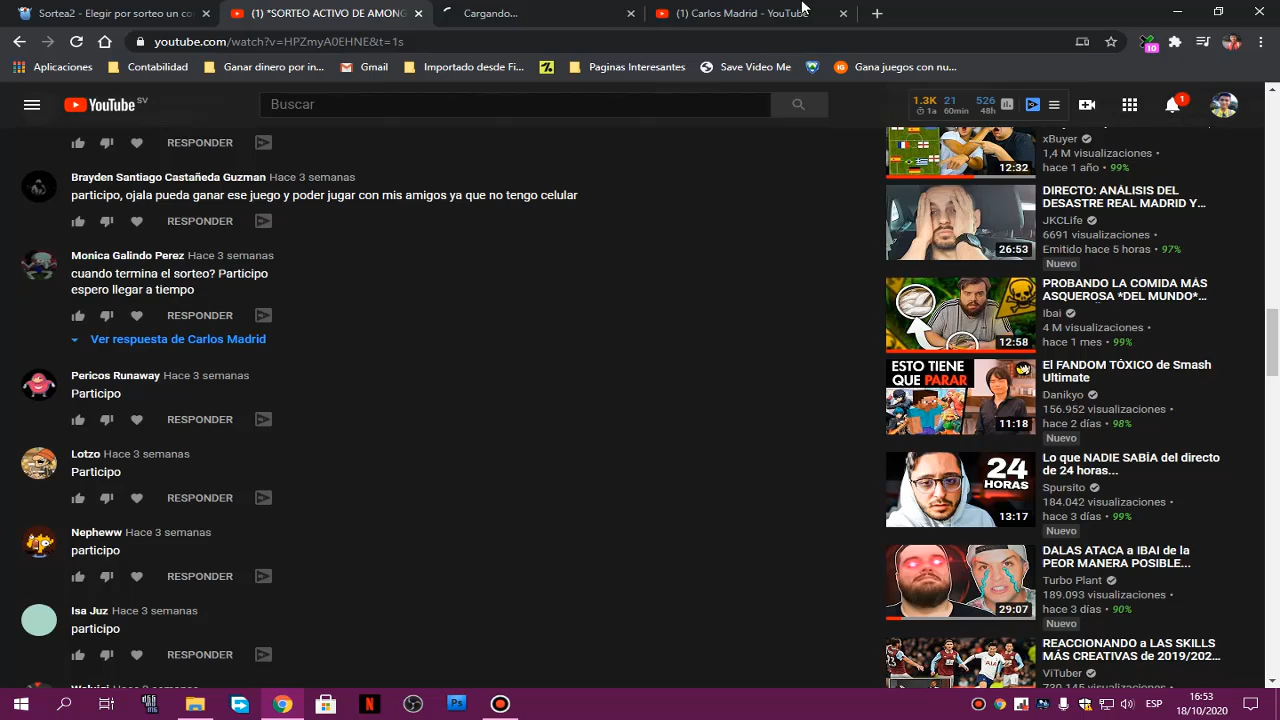 Sortea2 - Elegir por sorteo un co
(1) *SORTEO ACTIVO DE AMONG
Cargando...
(1) Carlos Madrid - YouTube
youtube.com/watch?v=HPZmyA0EHNE&t=1s
10
Aplicaciones
Contabilidad
Ganar dinero por in...
Gmail
Importado desde Fi...
Paginas Interesantes
Save Video Me
IG
Gana juegos con nu...
YouTube SV
Buscar
1.3K 21 526
1a 60min 48h
1
RESPONDER
Brayden Santiago Castañeda Guzman Hace 3 semanas
participo, ojala pueda ganar ese juego y poder jugar con mis amigos ya que no tengo celular
RESPONDER
Monica Galindo Perez Hace 3 semanas
cuando termina el sorteo? Participo
espero llegar a tiempo
RESPONDER
Ver respuesta de Carlos Madrid
Pericos Runaway Hace 3 semanas
Participo
RESPONDER
Lotzo Hace 3 semanas
Participo
RESPONDER
Nepheww Hace 3 semanas
participo
RESPONDER
Isa Juz Hace 3 semanas
participo
RESPONDER
12:32
xBuyer
1,4 M visualizaciones •
hace 1 año • 99%
26:53
DIRECTO: ANÁLISIS DEL
DESASTRE REAL MADRID Y...
JKCLife
6691 visualizaciones •
Emitido hace 5 horas • 97%
Nuevo
12:58
PROBANDO LA COMIDA MÁS
ASQUEROSA *DEL MUNDO*...
Ibai
4 M visualizaciones •
hace 1 mes • 99%
ESTO TIENE
QUE PARAR
11:18
El FANDOM TÓXICO de Smash
Ultimate
Danikyo
156.952 visualizaciones •
hace 2 días • 98%
Nuevo
24
HORAS
13:17
Lo que NADIE SABÍA del directo
de 24 horas...
Spursito
184.042 visualizaciones •
hace 3 días • 99%
Nuevo
29:07
DALAS ATACA a IBAI de la
PEOR MANERA POSIBLE...
Turbo Plant
189.093 visualizaciones •
hace 3 días • 90%
Nuevo
REACCIONANDO a LAS SKILLS
MÁS CREATIVAS de 2019/202...
ViTuber
730.145 visualizaciones •
N
Ps
ESP
16:53
18/10/2020